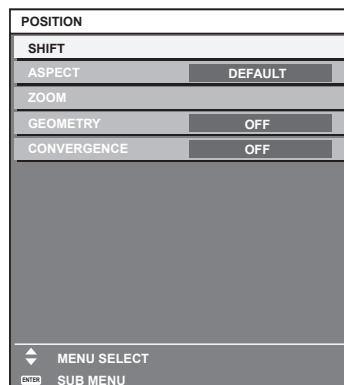 POSITION
SHIFT
ASPECT DEFAULT
ZOOM
GEOMETRY OFF
CONVERGENCE OFF
MENU SELECT
ENTER SUB MENU